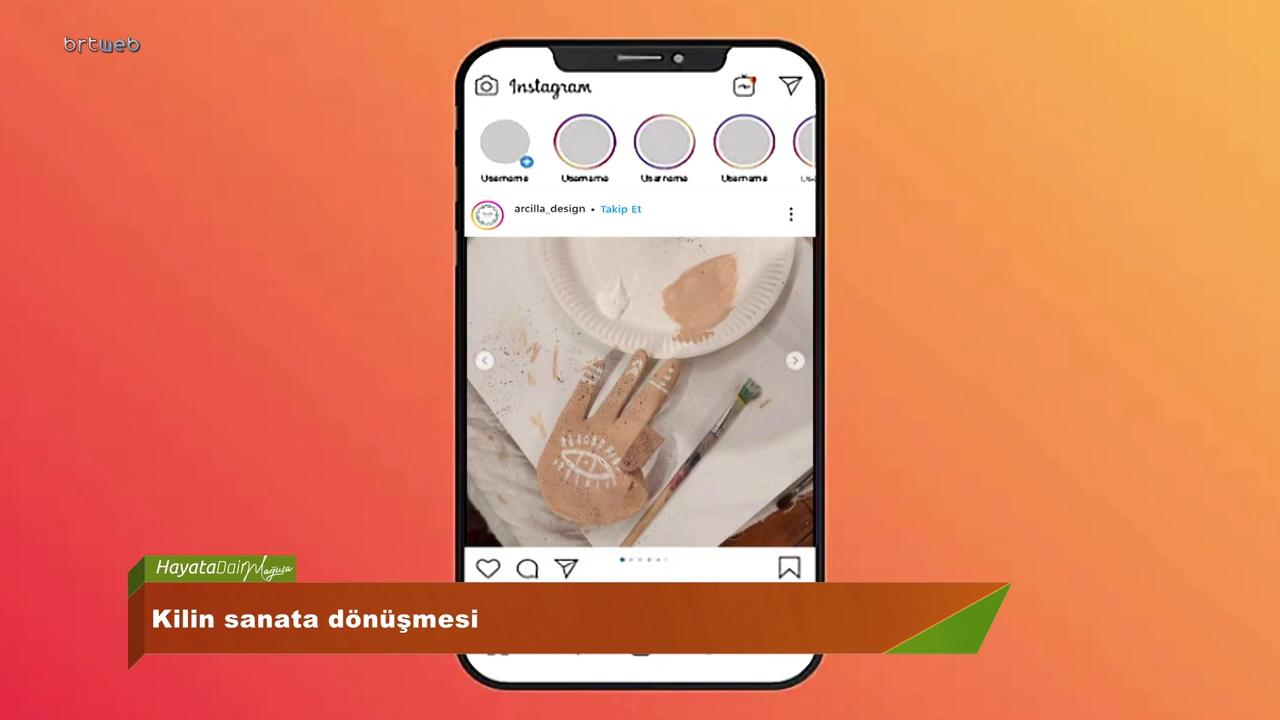 brtweb
Instagram
Username
Username
Username
Username
arcilla_design • Takip Et
HayataDair Mağusa
Kilin sanata dönüşmesi